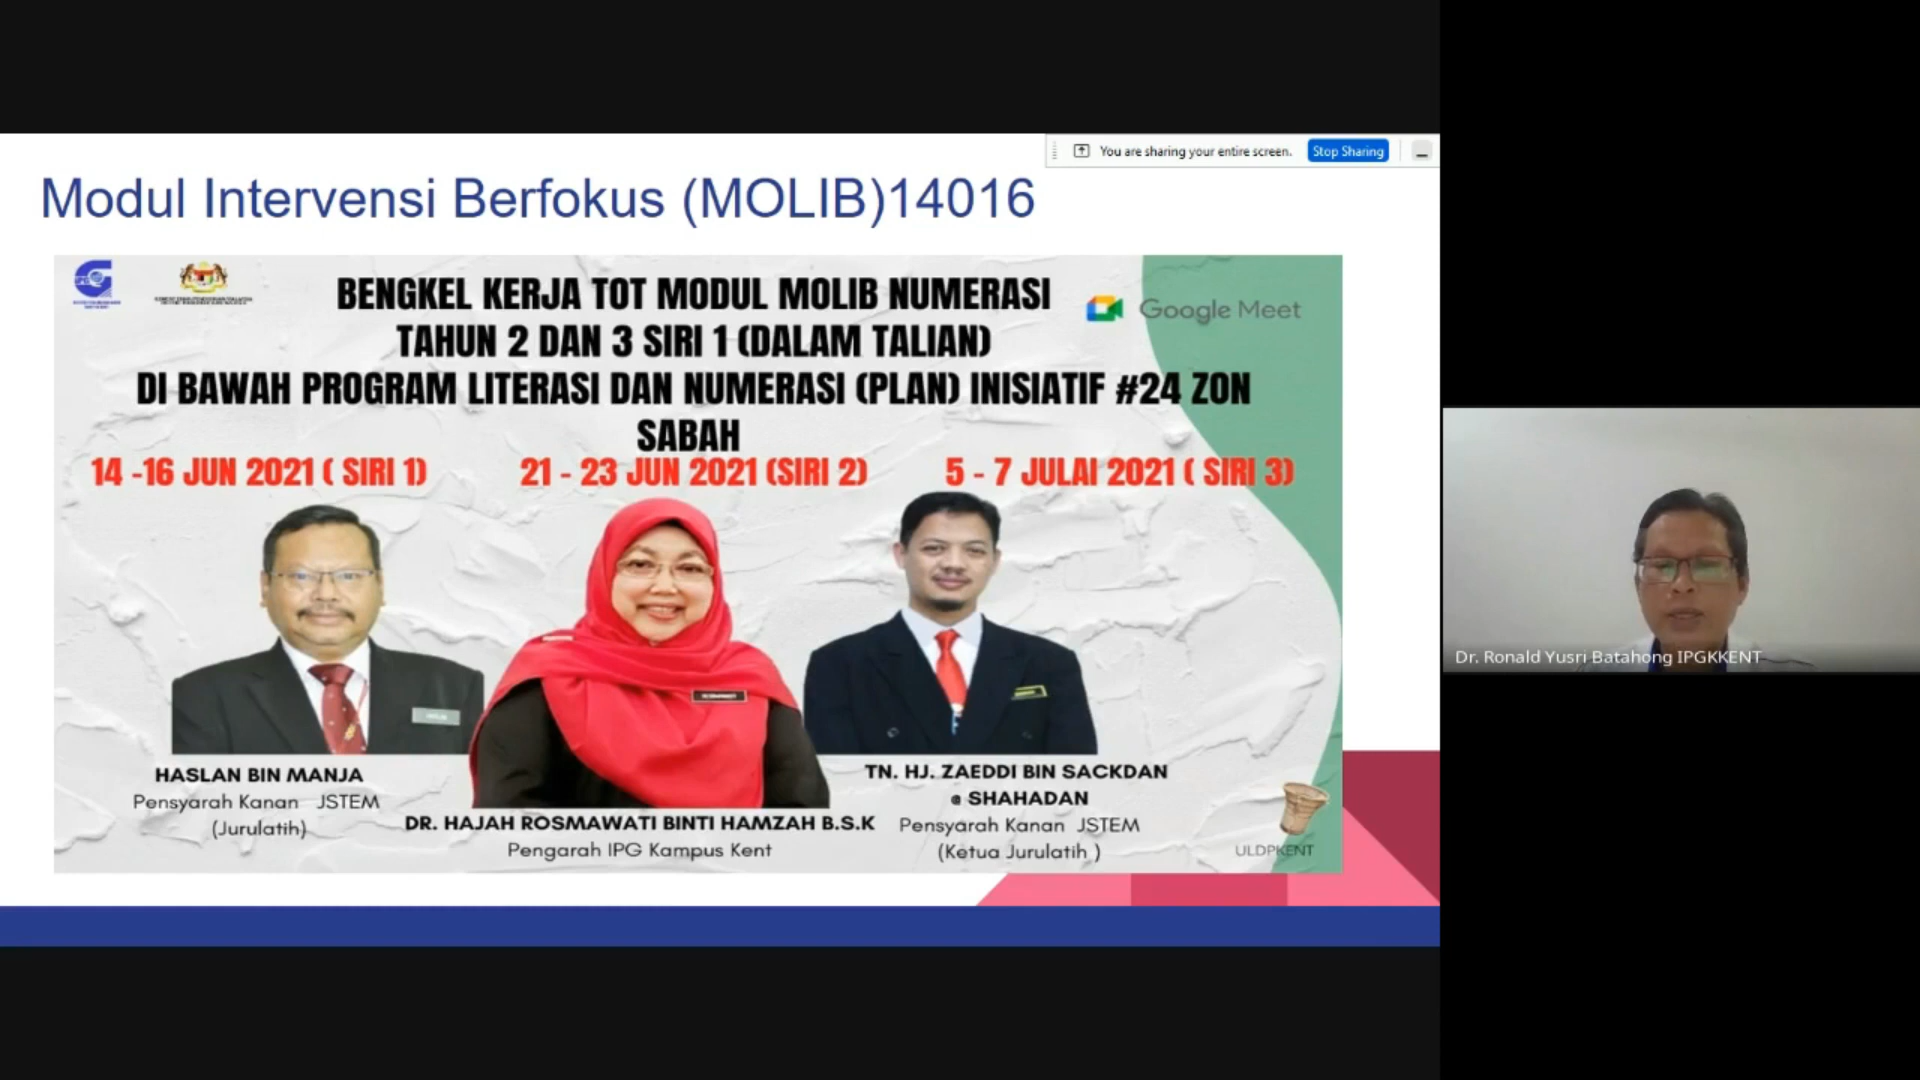 You are sharing your entire screen.
Stop Sharing
Modul Intervensi Berfokus (MOLIB)14016
BENGKEL KERJA TOT MODUL MOLIB NUMERASI
TAHUN 2 DAN 3 SIRI 1 (DALAM TALIAN)
DI BAWAH PROGRAM LITERASI DAN NUMERASI (PLAN) INISIATIF #24 ZON
SABAH
Google Meet
14 -16 JUN 2021 ( SIRI 1)
21 - 23 JUN 2021 (SIRI 2)
5 - 7 JULAI 2021 ( SIRI 3)
HASLAN BIN MANJA
Pensyarah Kanan JSTEM
(Jurulatih)
DR. HAJAH ROSMAWATI BINTI HAMZAH B.S.K
Pengarah IPG Kampus Kent
TN. HJ. ZAEDDI BIN SACKDAN
@ SHAHADAN
Pensyarah Kanan JSTEM
(Ketua Jurulatih )
ULDPKENT
Dr. Ronald Yusri Batahong IPGKKENT